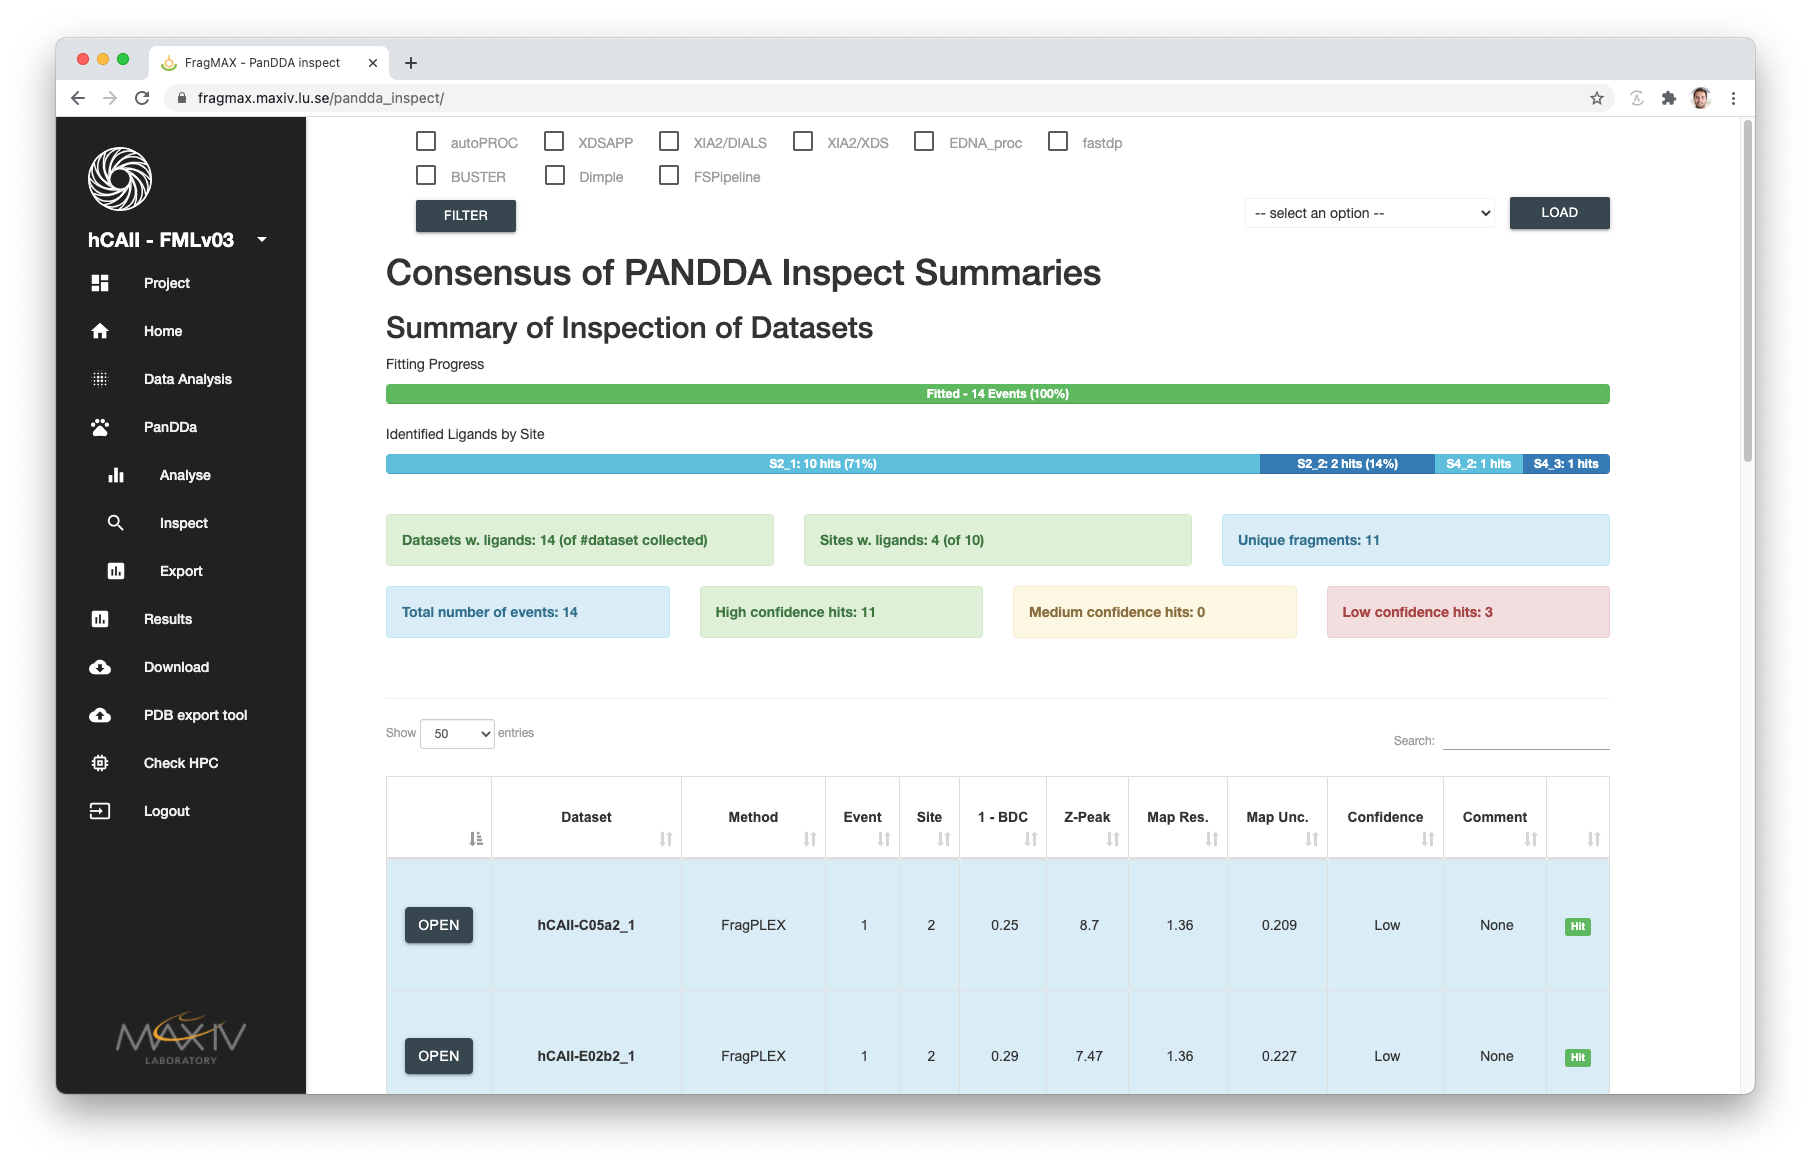 FragMAX - PanDDA inspect
fragmax.maxiv.lu.se/pandda_inspect/
hCAII - FMLv03
Project
Home
Data Analysis
PanDDa
Analyse
Inspect
Export
Results
Download
PDB export tool
Check HPC
Logout
MAXIV
LABORATORY
autoPROC XDSAPP XIA2/DIALS XIA2/XDS EDNA_proc fastdp
BUSTER Dimple FSPipeline
FILTER -- select an option -- LOAD
Consensus of PANDDA Inspect Summaries
Summary of Inspection of Datasets
Fitting Progress
Fitted - 14 Events (100%)
Identified Ligands by Site
S2_1: 10 hits (71%) S2_2: 2 hits (14%) S4_2: 1 hits S4_3: 1 hits
Datasets w. ligands: 14 (of #dataset collected) Sites w. ligands: 4 (of 10) Unique fragments: 11
Total number of events: 14 High confidence hits: 11 Medium confidence hits: 0 Low confidence hits: 3
Show 50 entries
Search:
Dataset Method Event Site 1 - BDC Z-Peak Map Res. Map Unc. Confidence Comment
OPEN hCAII-C05a2_1 FragPLEX 1 2 0.25 8.7 1.36 0.209 Low None Hit
OPEN hCAII-E02b2_1 FragPLEX 1 2 0.29 7.47 1.36 0.227 Low None Hit